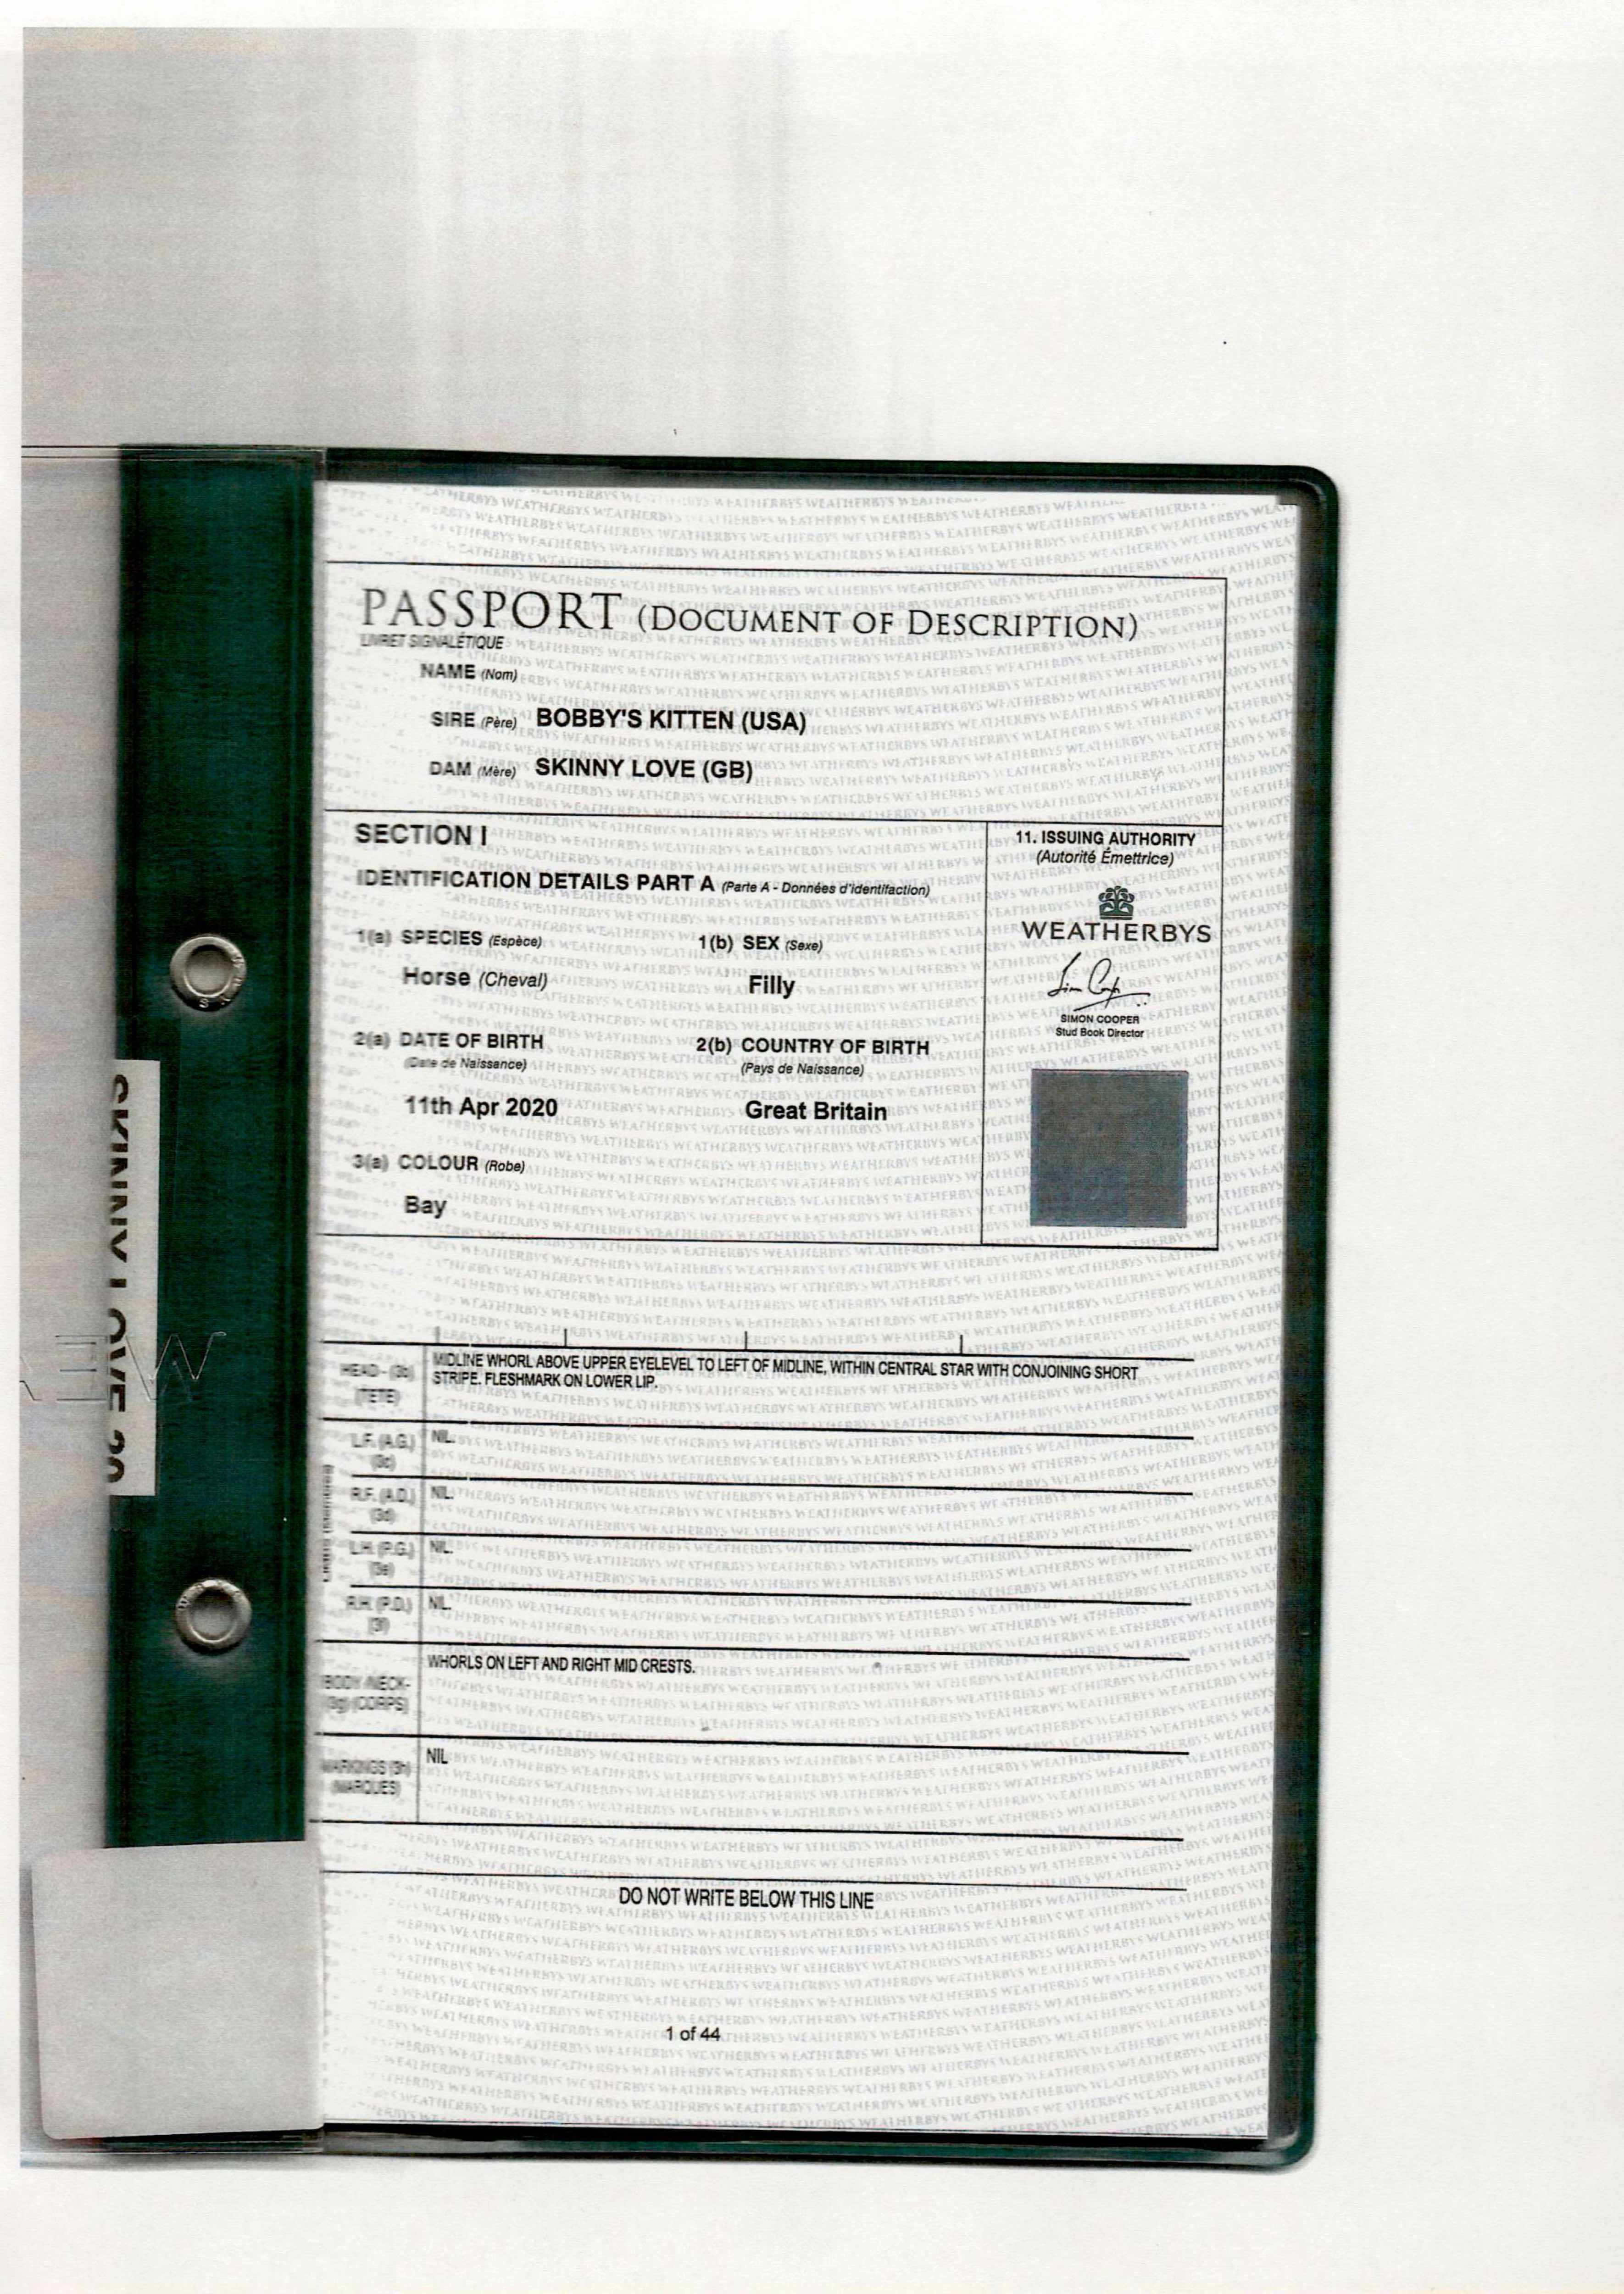 PASSPORT (DOCUMENT OF DESCRIPTION)
LIVRET SIGNALÉTIQUE
NAME (Nom)
SIRE (Père) BOBBY'S KITTEN (USA)
DAM (Mère) SKINNY LOVE (GB)
SECTION I
IDENTIFICATION DETAILS PART A (Parte A - Données d'identifaction)
1(a) SPECIES (Espèce) 1(b) SEX (Sexe)
Horse (Cheval) Filly
2(a) DATE OF BIRTH 2(b) COUNTRY OF BIRTH
(Date de Naissance) (Pays de Naissance)
11th Apr 2020 Great Britain
3(a) COLOUR (Robe)
Bay
11. ISSUING AUTHORITY
(Autorité Émettrice)
WEATHERBYS
SIMON COOPER
Stud Book Director
HEAD - (3b) MIDLINE WHORL ABOVE UPPER EYELEVEL TO LEFT OF MIDLINE, WITHIN CENTRAL STAR WITH CONJOINING SHORT
(TETE) STRIPE. FLESHMARK ON LOWER LIP.
L.F. (A.G.) NIL.
(3c)
R.F. (A.D.) NIL.
(3d)
L.H. (P.G.) NIL.
(3e)
R.H. (P.D.) NIL.
(3f)
WHORLS ON LEFT AND RIGHT MID CRESTS.
BODY /NECK-
(3g) (CORPS)
NIL
MARKINGS (3h)
(MARQUES)
DO NOT WRITE BELOW THIS LINE
1 of 44
SKINNY LOVE 20